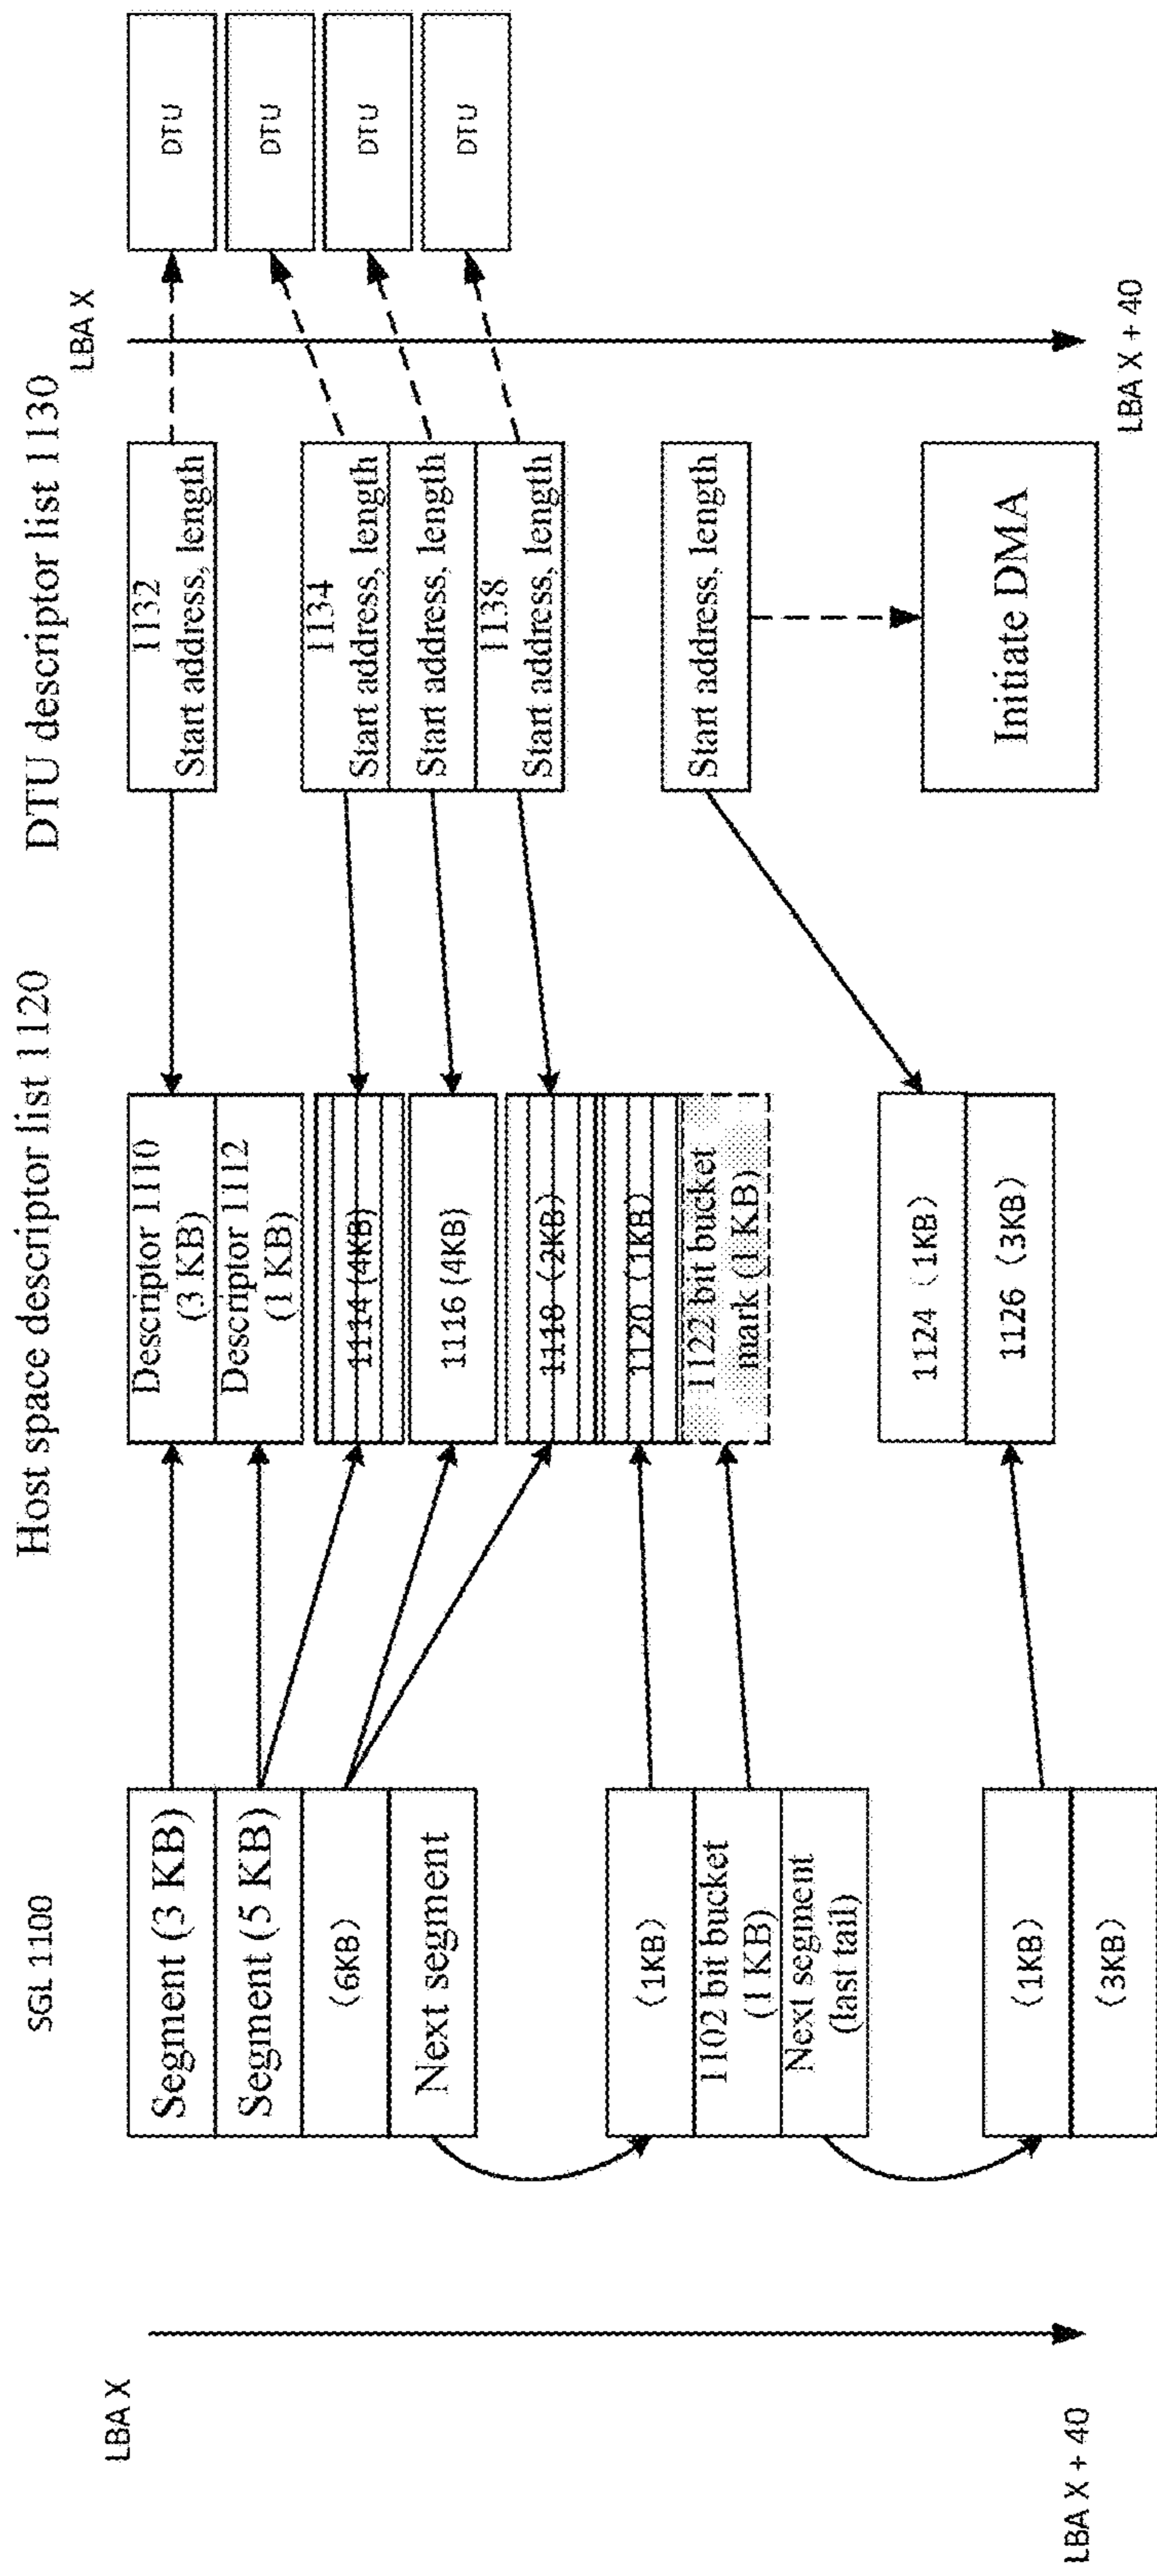 SGL 1100
Host space descriptor list 1120
DTU descriptor list 1130
LBA X
LBA X + 40
Segment (3 KB)
Segment (5 KB)
(6KB)
Next segment
(1KB)
1102 bit bucket
(1 KB)
Next segment
(last tail)
(1KB)
(3KB)
Descriptor 1110
(3 KB)
Descriptor 1112
(1 KB)
1114(4KB)
1116(4KB)
1118 (2KB)
1120 (1KB)
1122 bit bucket
mark (1 KB)
1124 (1KB)
1126 (3KB)
1132
Start address, length
1134
Start address, length
Start address, length
1138
Start address, length
Start address, length
Initiate DMA
LBA X
LBA X + 40
DTU
DTU
DTU
DTU